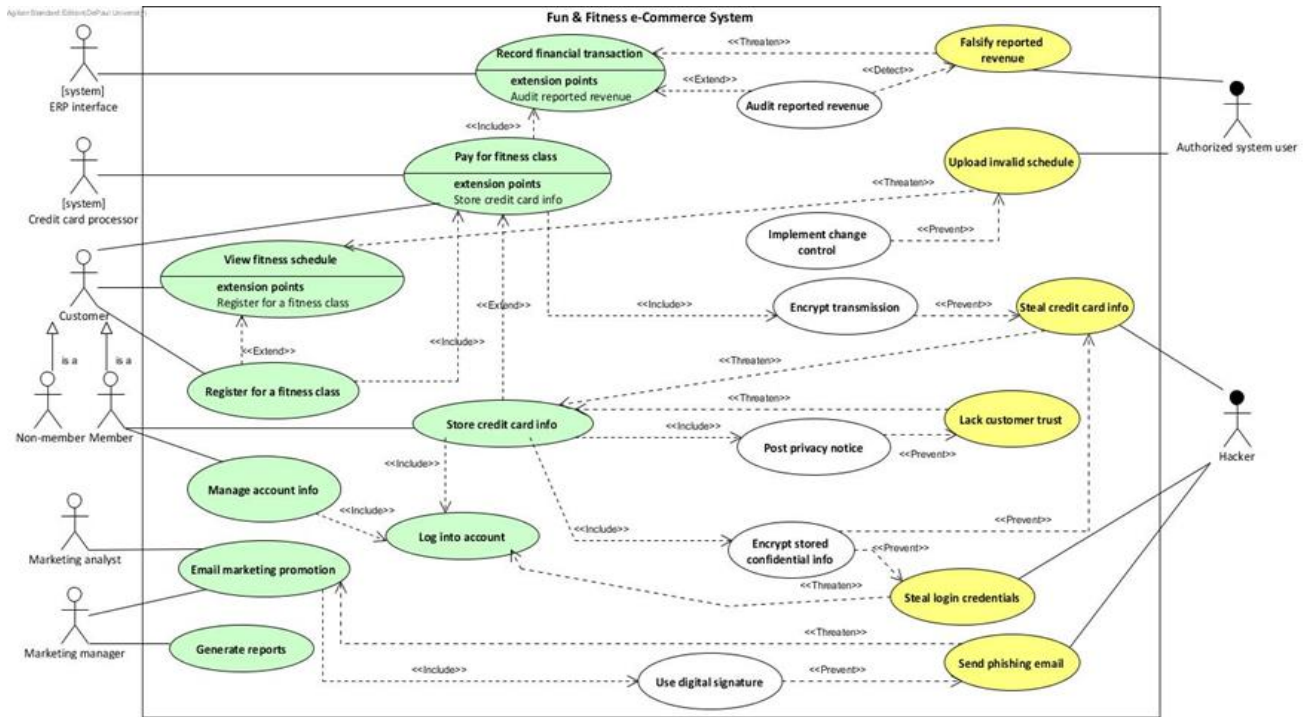 Agilian Standard Edition(DePaul University)
Fun & Fitness e-Commerce System
[system]
ERP interface
Record financial transaction
extension points
Audit reported revenue
<<Threaten>>
Falsify reported
revenue
<<Extend>>
<<Detect>>
Audit reported revenue
Authorized system user
<<Include>>
[system]
Credit card processor
Pay for fitness class
extension points
Store credit card info
Upload invalid schedule
<<Threaten>>
Implement change
control
<<Prevent>>
Customer
View fitness schedule
extension points
Register for a fitness class
<<Extend>>
<<Include>>
Encrypt transmission
<<Prevent>>
Steal credit card info
is a
is a
<<Extend>>
<<Include>>
<<Threaten>>
Register for a fitness class
Non-member
Member
Store credit card info
<<Threaten>>
Lack customer trust
<<Include>>
Post privacy notice
<<Prevent>>
Hacker
<<Include>>
Manage account info
<<Include>>
Log into account
<<Include>>
Encrypt stored
confidential info
<<Prevent>>
<<Prevent>>
Marketing analyst
Email marketing promotion
<<Threaten>>
Steal login credentials
Marketing manager
Generate reports
<<Threaten>>
Send phishing email
<<Include>>
Use digital signature
<<Prevent>>